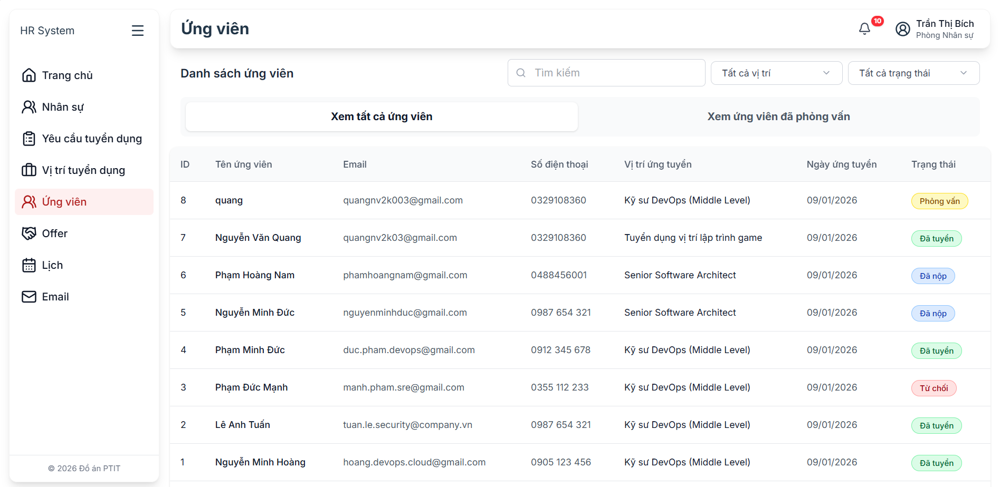 HR System
Trang chủ
Nhân sự
Yêu cầu tuyển dụng
Vị trí tuyển dụng
Ứng viên
Offer
Lịch
Email
© 2026 Đồ án PTIT
Ứng viên
10
Trần Thị Bích
Phòng Nhân sự
Danh sách ứng viên
Tìm kiếm
Tất cả vị trí
Tất cả trạng thái
Xem tất cả ứng viên
Xem ứng viên đã phỏng vấn
ID Tên ứng viên Email Số điện thoại Vị trí ứng tuyển Ngày ứng tuyển Trạng thái
8 quang quangnv2k003@gmail.com 0329108360 Kỹ sư DevOps (Middle Level) 09/01/2026 Phỏng vấn
7 Nguyễn Văn Quang quangnv2k03@gmail.com 0329108360 Tuyển dụng vị trí lập trình game 09/01/2026 Đã tuyển
6 Phạm Hoàng Nam phamhoangnam@gmail.com 0488456001 Senior Software Architect 09/01/2026 Đã nộp
5 Nguyễn Minh Đức nguyenminhduc@gmail.com 0987 654 321 Senior Software Architect 09/01/2026 Đã nộp
4 Phạm Minh Đức duc.pham.devops@gmail.com 0912 345 678 Kỹ sư DevOps (Middle Level) 09/01/2026 Đã tuyển
3 Phạm Đức Mạnh manh.pham.sre@gmail.com 0355 112 233 Kỹ sư DevOps (Middle Level) 09/01/2026 Từ chối
2 Lê Anh Tuấn tuan.le.security@company.vn 0987 654 321 Kỹ sư DevOps (Middle Level) 09/01/2026 Đã tuyển
1 Nguyễn Minh Hoàng hoang.devops.cloud@gmail.com 0905 123 456 Kỹ sư DevOps (Middle Level) 09/01/2026 Đã tuyển